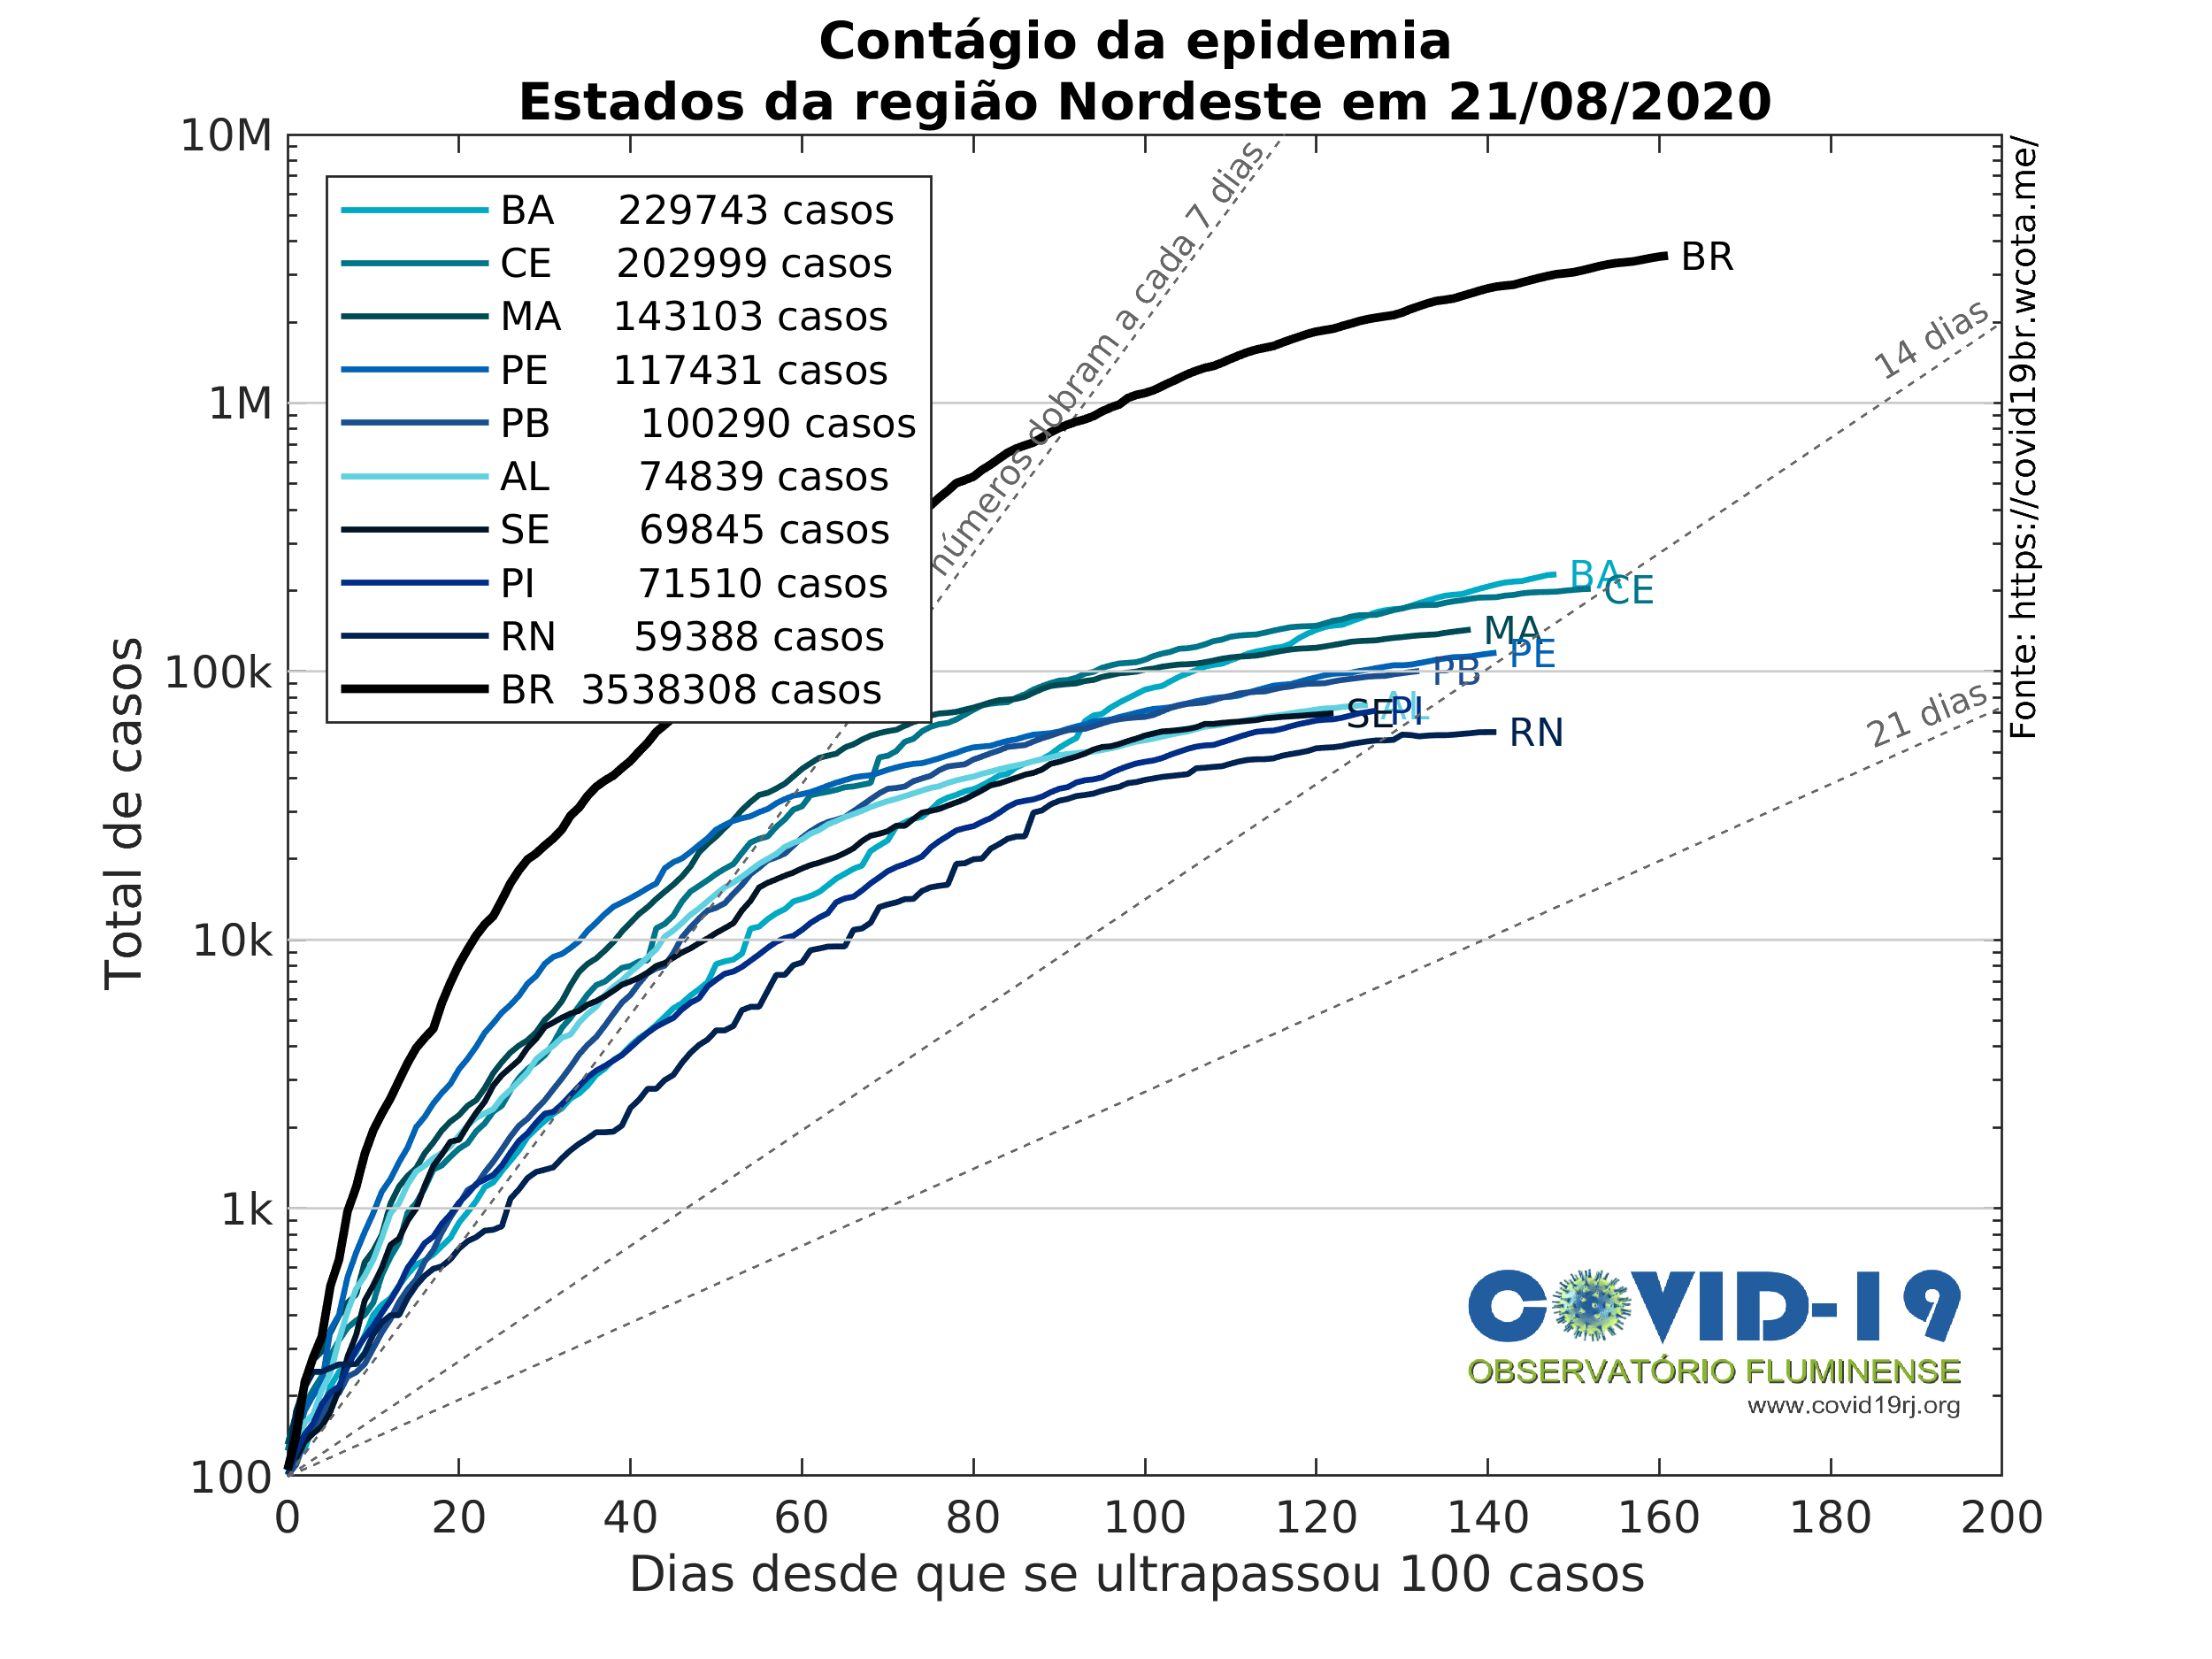 Contágio da epidemia
Estados da região Nordeste em 21/08/2020
10M
1M
100k
10k
1k
100
Total de casos
BA 229743 casos
CE 202999 casos
MA 143103 casos
PE 117431 casos
PB 100290 casos
AL 74839 casos
SE 69845 casos
PI 71510 casos
RN 59388 casos
BR 3538308 casos
números dobram a cada 7 dias
14 dias
21 dias
BR
BA
CE
MA
PE
PB
AL
SE
PI
RN
Fonte: https://covid19br.wcota.me/
COVID-19
OBSERVATÓRIO FLUMINENSE
www.covid19rj.org
0 20 40 60 80 100 120 140 160 180 200
Dias desde que se ultrapassou 100 casos